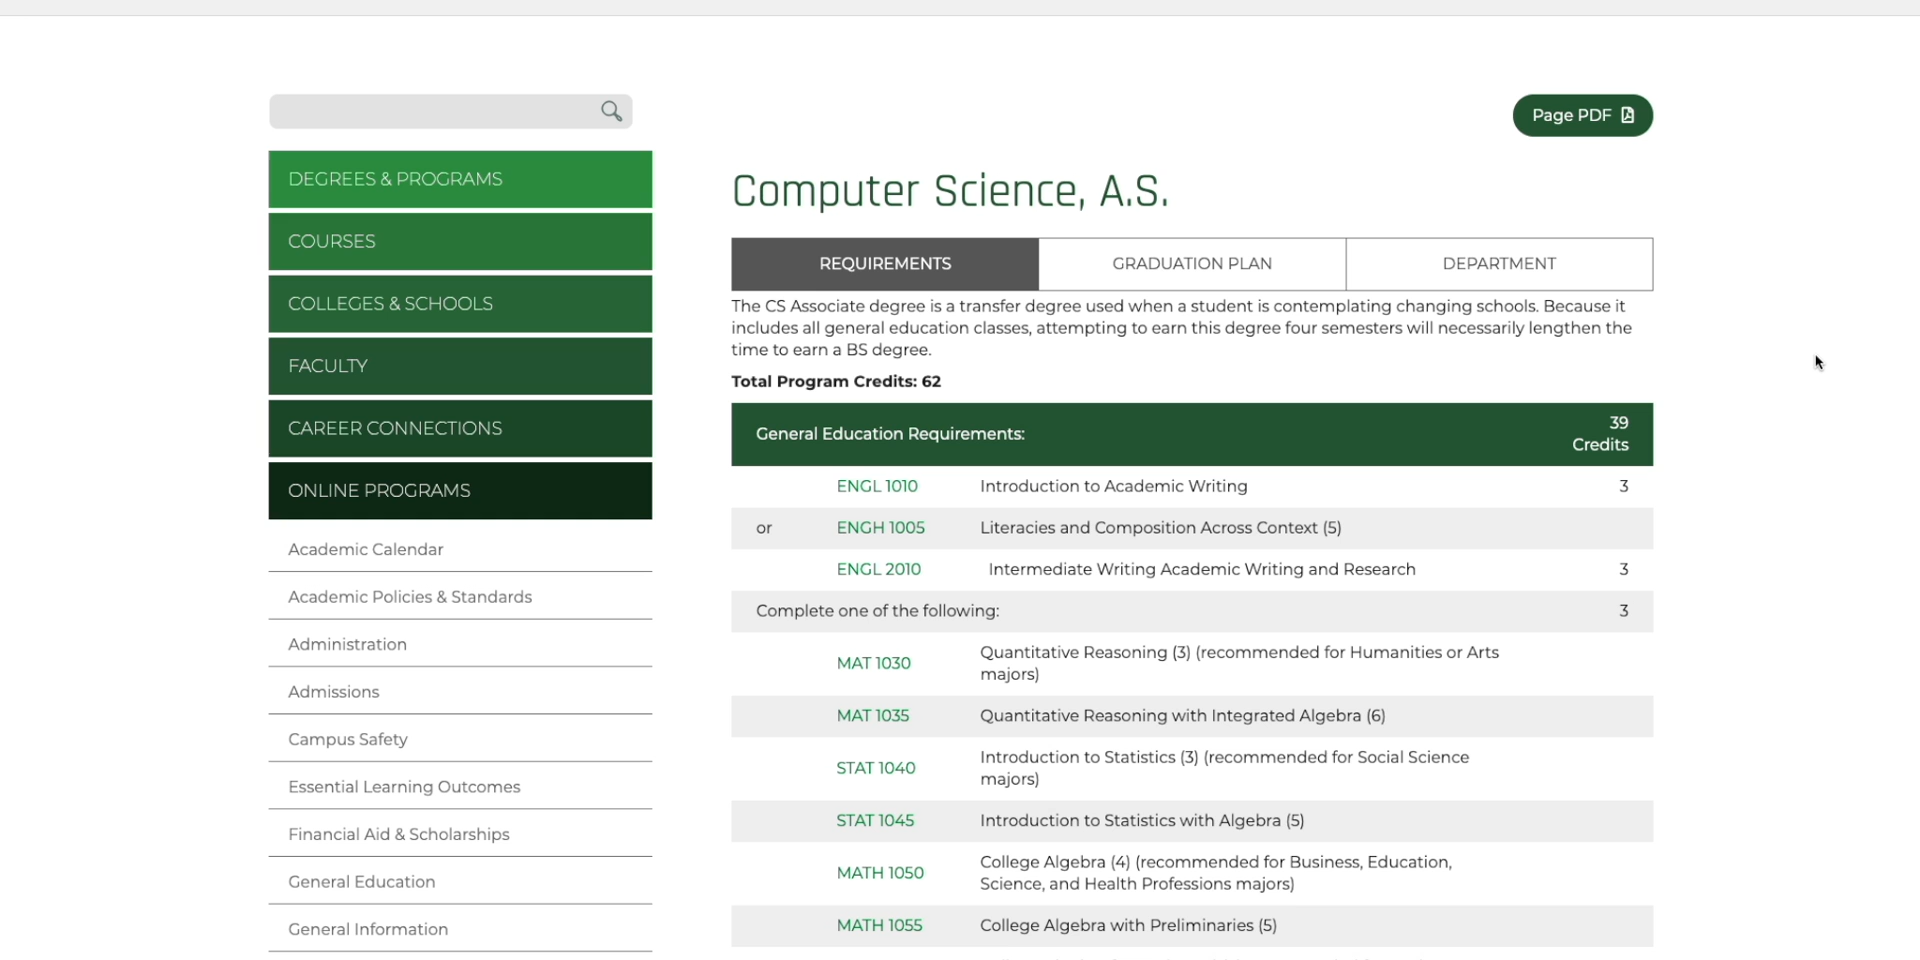 Page PDF
DEGREES & PROGRAMS
COURSES
COLLEGES & SCHOOLS
FACULTY
CAREER CONNECTIONS
ONLINE PROGRAMS
Academic Calendar
Academic Policies & Standards
Administration
Admissions
Campus Safety
Essential Learning Outcomes
Financial Aid & Scholarships
General Education
General Information
Computer Science, A.S.
REQUIREMENTS GRADUATION PLAN DEPARTMENT
The CS Associate degree is a transfer degree used when a student is contemplating changing schools. Because it
includes all general education classes, attempting to earn this degree four semesters will necessarily lengthen the
time to earn a BS degree.
Total Program Credits: 62
General Education Requirements: 39
Credits
ENGL 1010 Introduction to Academic Writing 3
or ENGH 1005 Literacies and Composition Across Context (5)
ENGL 2010 Intermediate Writing Academic Writing and Research 3
Complete one of the following: 3
MAT 1030 Quantitative Reasoning (3) (recommended for Humanities or Arts
majors)
MAT 1035 Quantitative Reasoning with Integrated Algebra (6)
STAT 1040 Introduction to Statistics (3) (recommended for Social Science
majors)
STAT 1045 Introduction to Statistics with Algebra (5)
MATH 1050 College Algebra (4) (recommended for Business, Education,
Science, and Health Professions majors)
MATH 1055 College Algebra with Preliminaries (5)